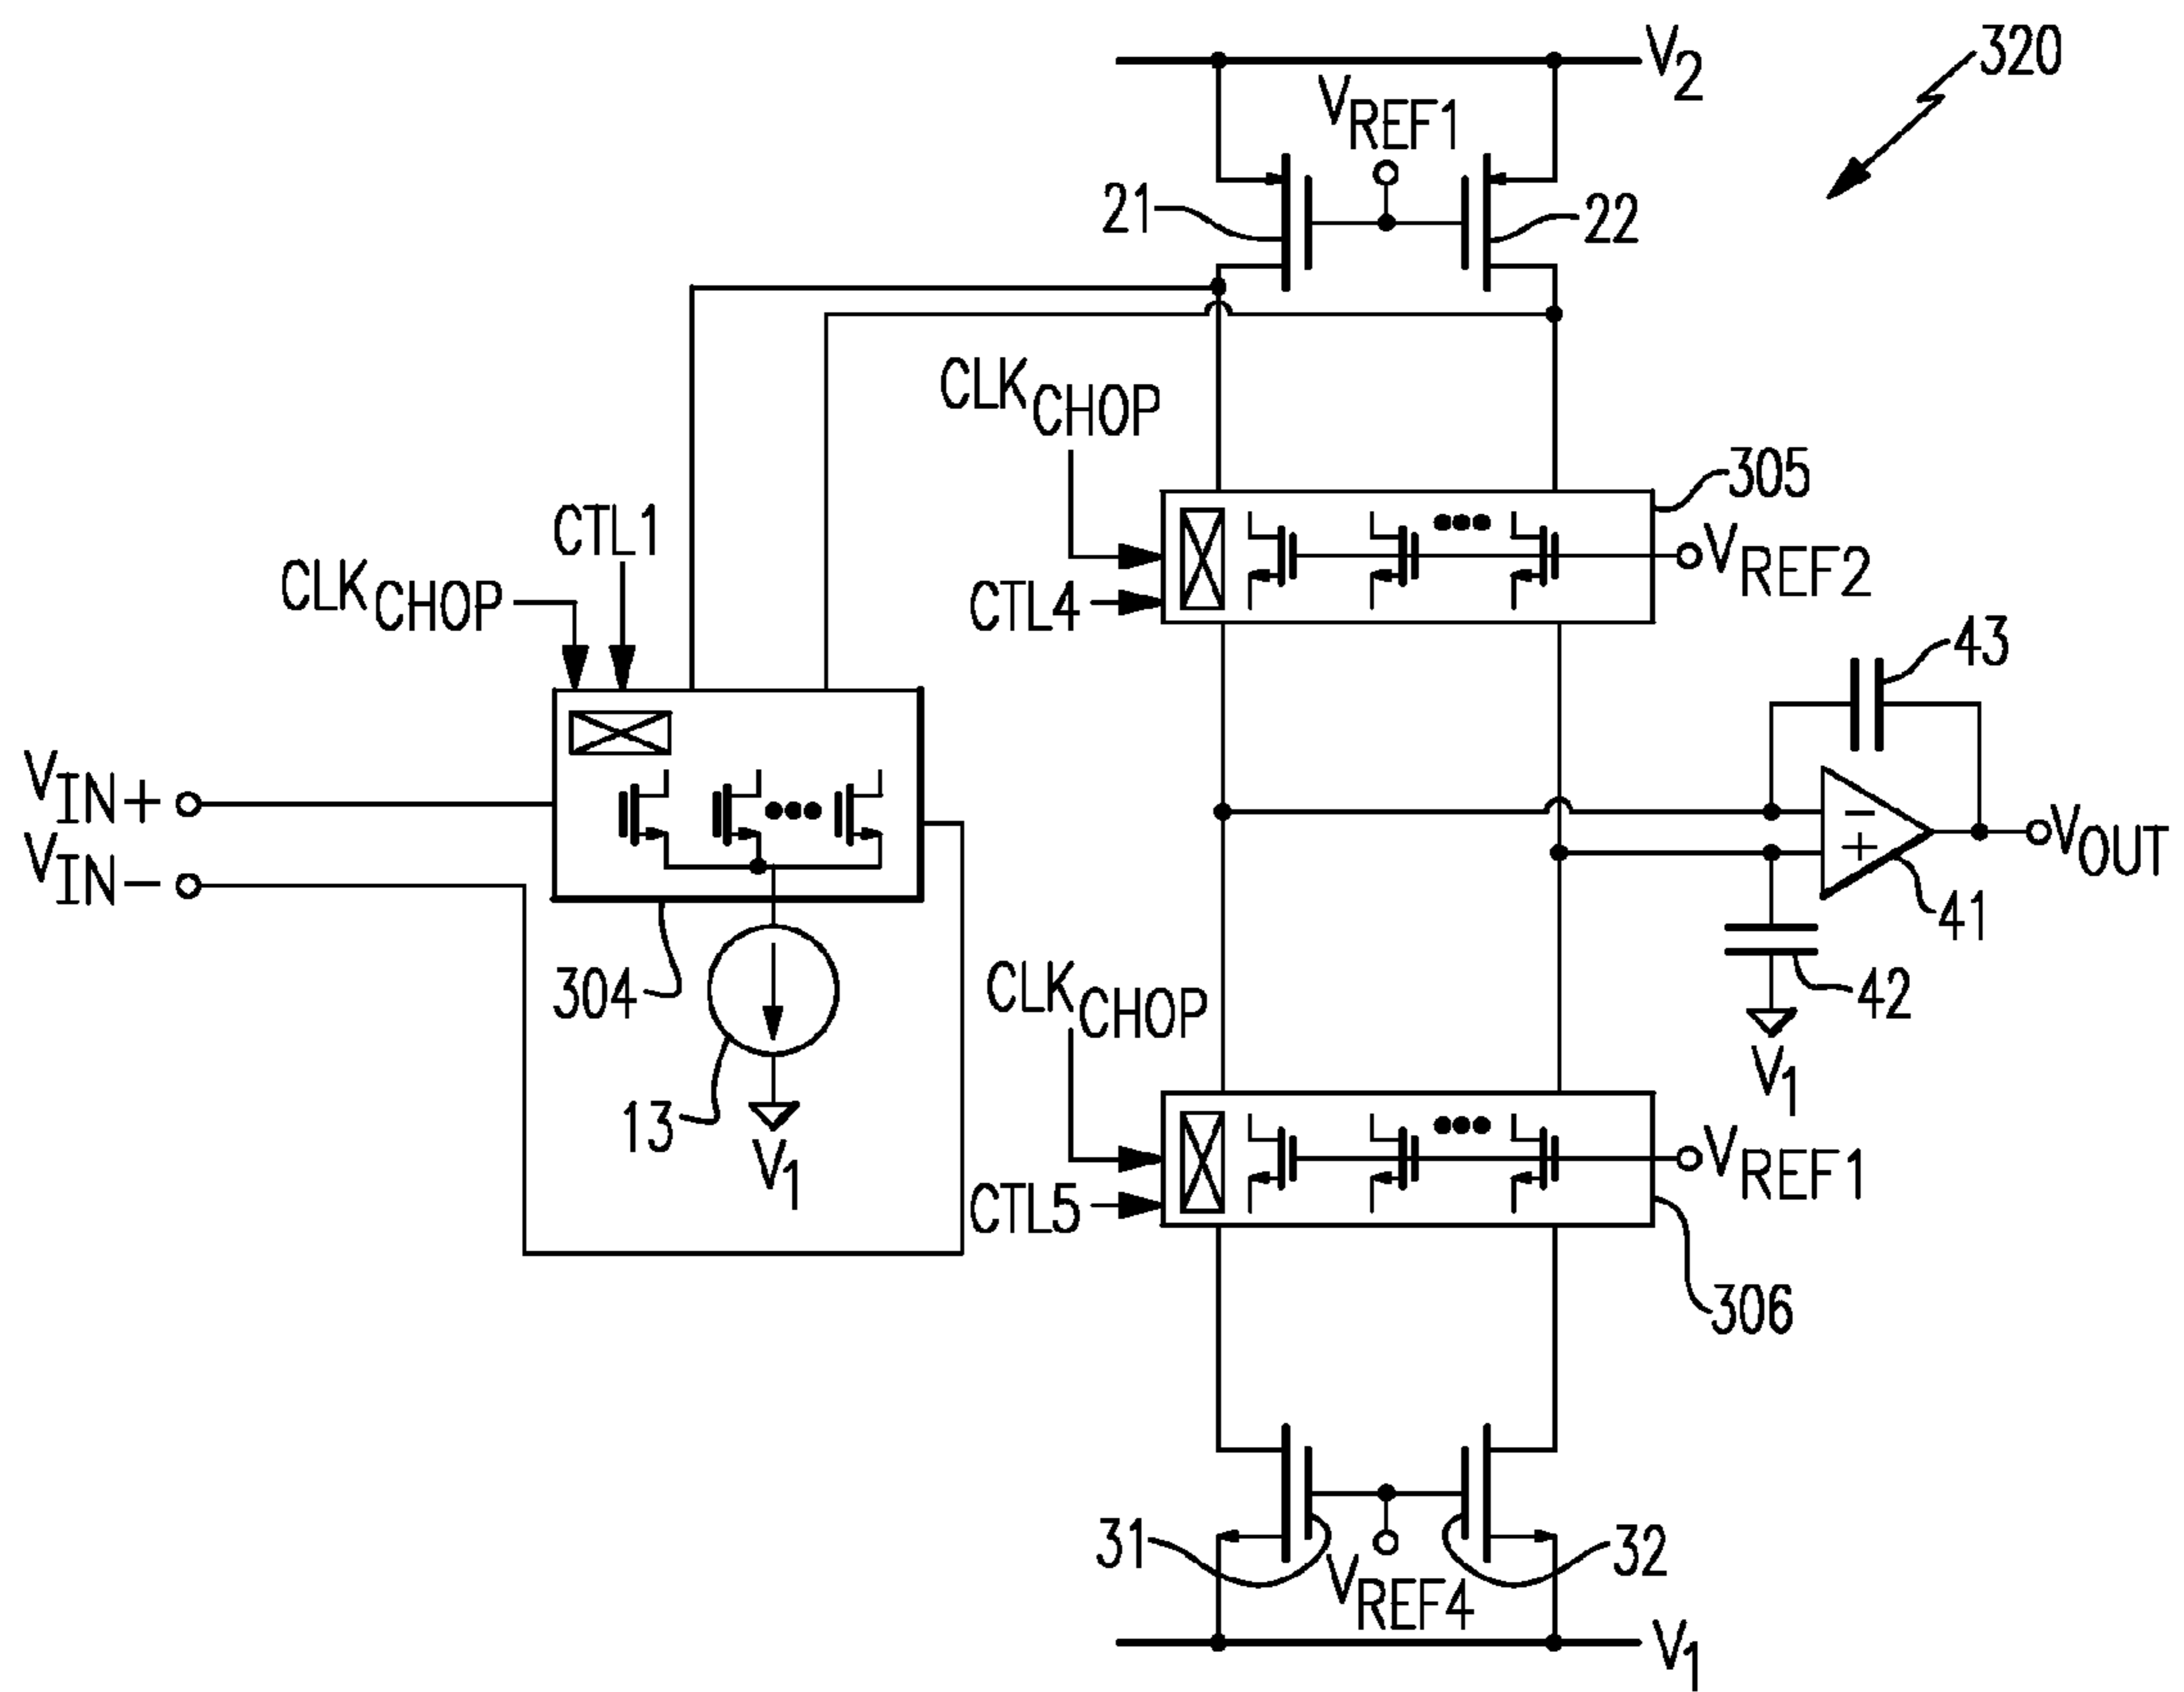 V2
320
VREF1
21
22
CLKCHOP
305
CTL1
VREF2
CLKCHOP
CTL4
43
VIN+
VIN-
−
+
VOUT
41
304
CLKCHOP
42
13
V1
V1
VREF1
CTL5
306
31
VREF4
32
V1